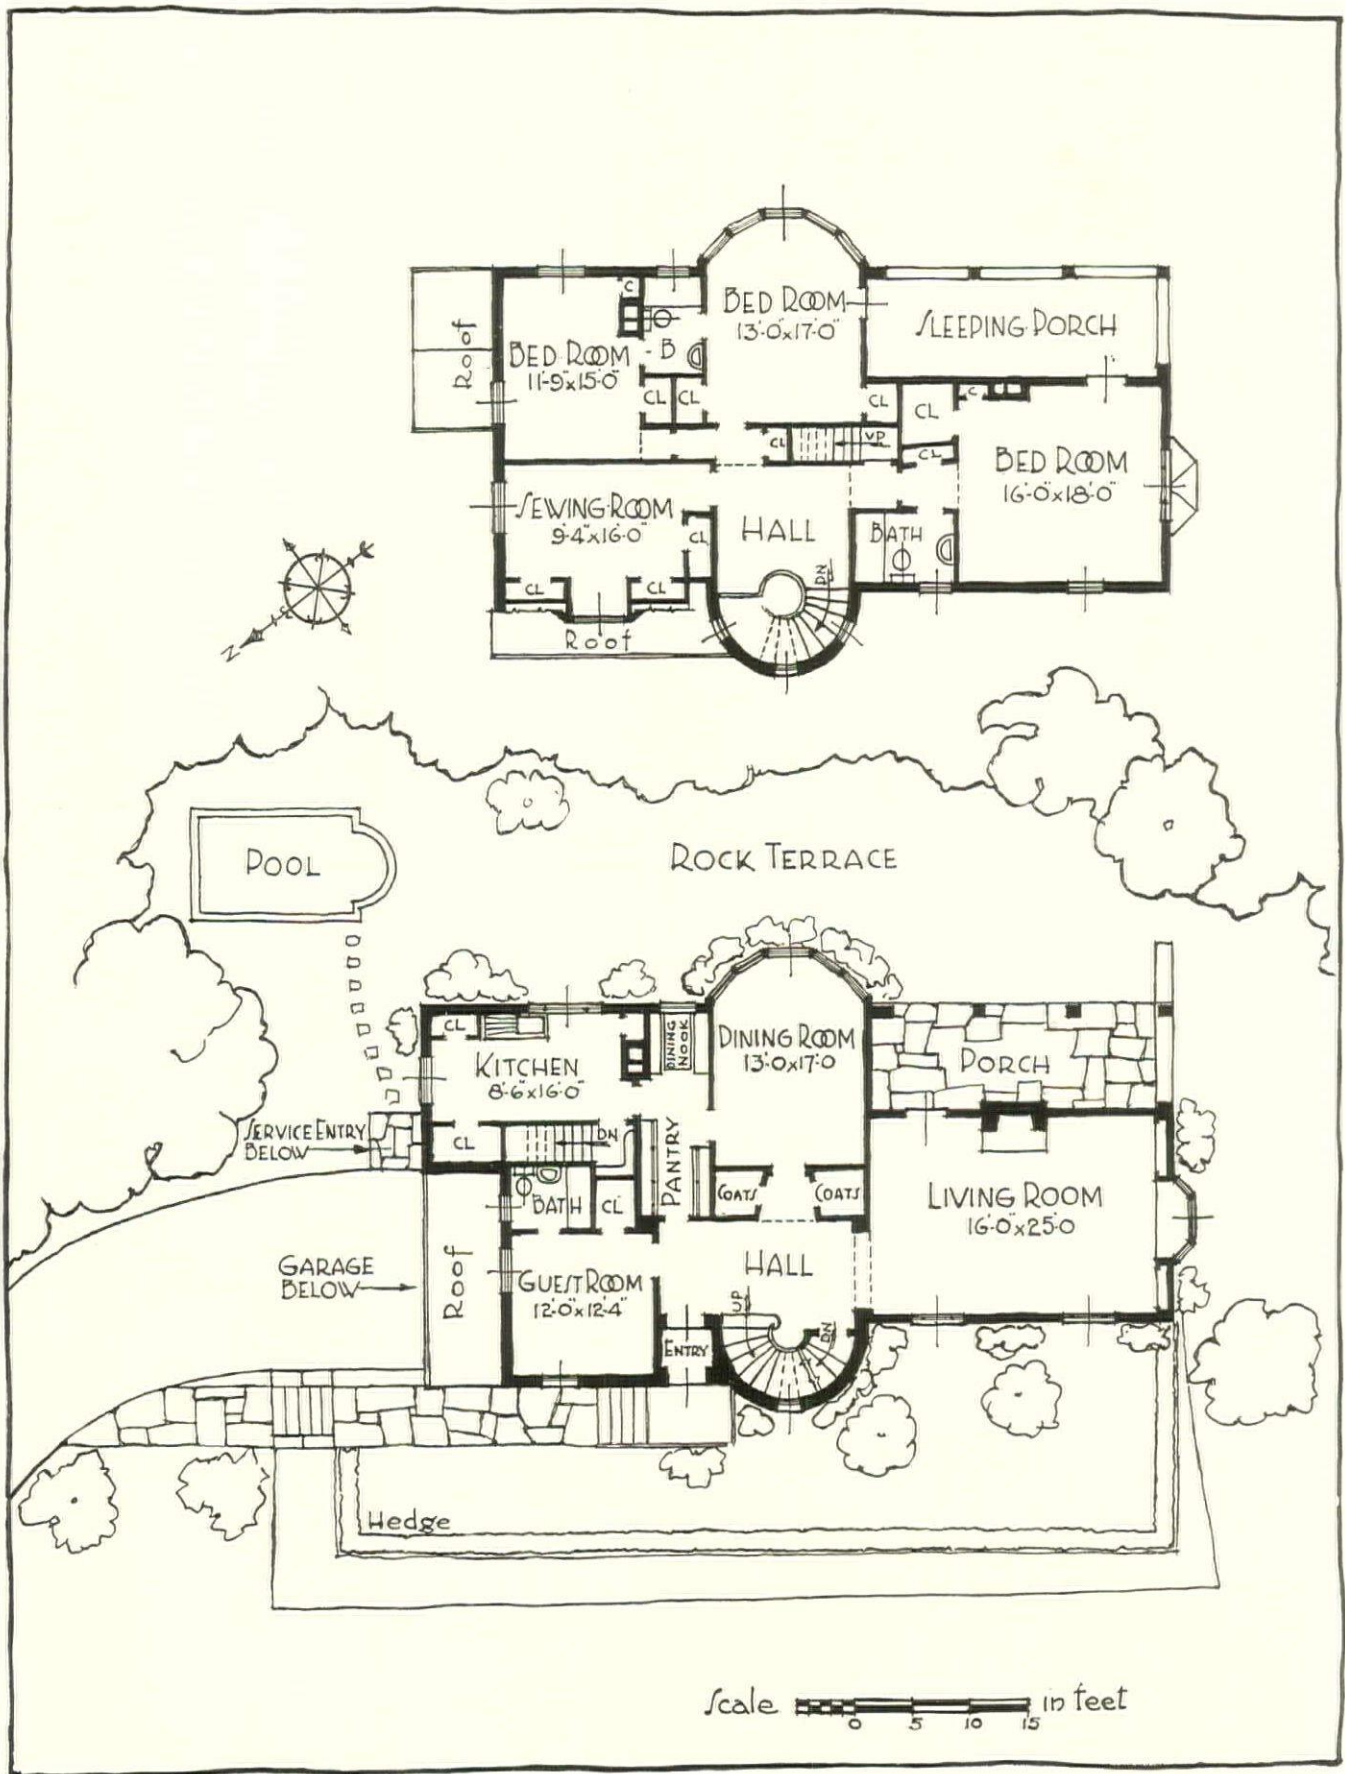 C
BED ROOM
13'-0"x17'-0"
SLEEPING PORCH
Roof
BED ROOM
11'-9"x15'-0"
B
CL
CL
CL
CL
C
CL
UP
CL
BED ROOM
16'-0"x18'-0"
SEWING ROOM
9'-4"x16'-0"
CL
HALL
BATH
CL
CL
DN
Roof
N
POOL
ROCK TERRACE
CL
KITCHEN
8'-6"x16'-0"
DINING
NOOK
DINING ROOM
13'-0x17'-0
PORCH
SERVICE ENTRY
BELOW
CL
DN
PANTRY
BATH
CL
COATS
COATS
LIVING ROOM
16'-0"x25'-0
GARAGE
BELOW
Roof
GUEST ROOM
12'-0"x12'-4"
HALL
UP
DN
ENTRY
Hedge
Scale
in feet
0 5 10 15